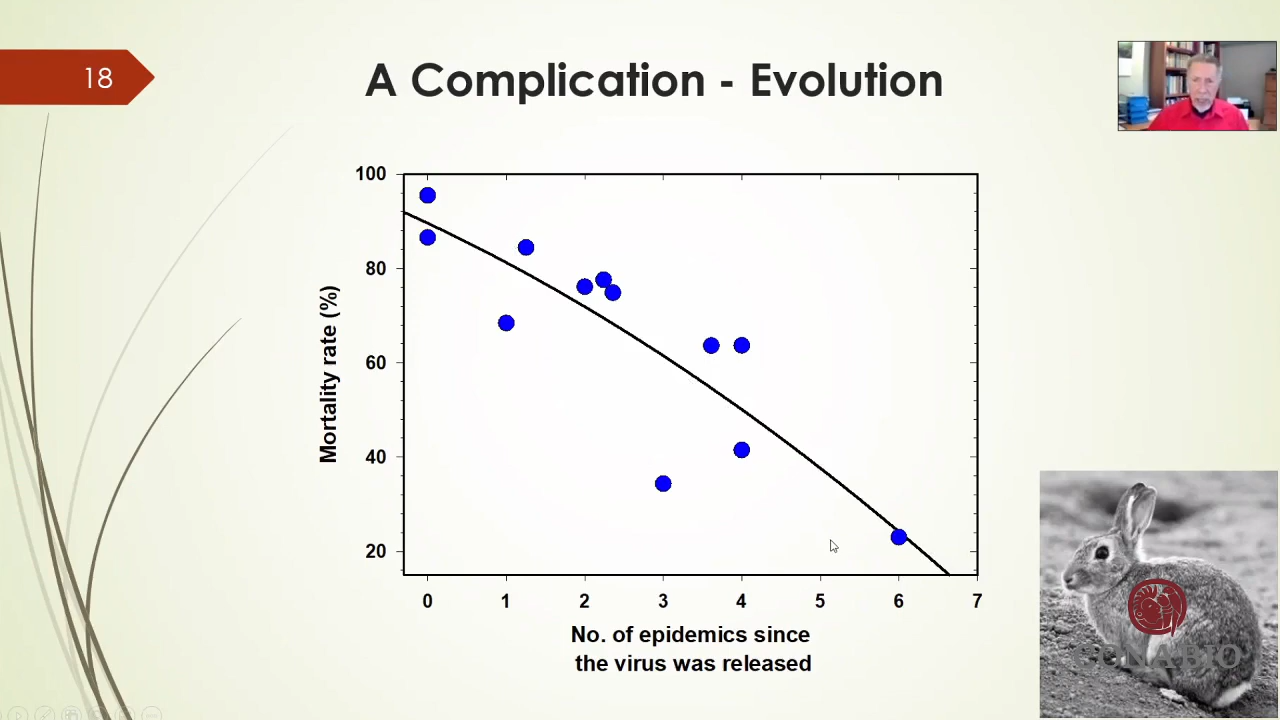 18
A Complication - Evolution
100
80
60
40
20
Mortality rate (%)
0 1 2 3 4 5 6 7
No. of epidemics since
the virus was released
CONABIO